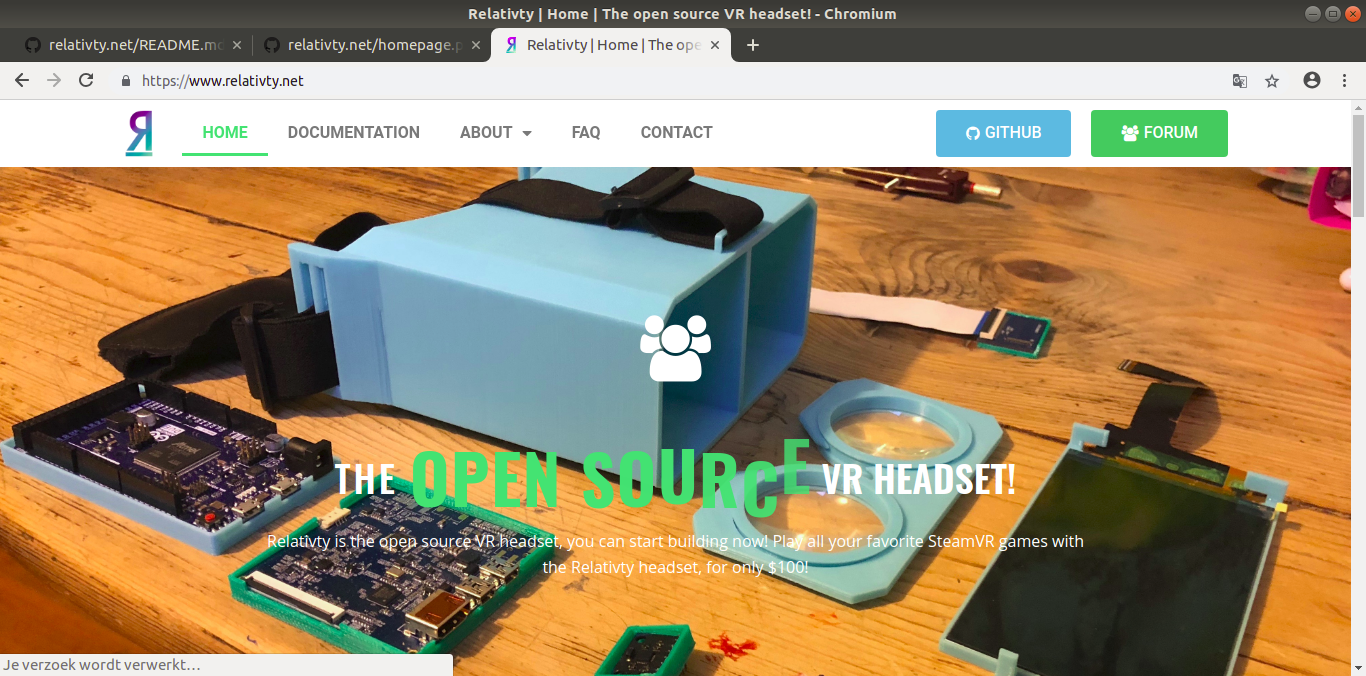 Relativty | Home | The open source VR headset! - Chromium
relativty.net/README.m
relativty.net/homepage.p
Relativty | Home | The ope
https://www.relativty.net
HOME
DOCUMENTATION
ABOUT
FAQ
CONTACT
GITHUB
FORUM
THE OPEN SOURCE VR HEADSET!
Relativty is the open source VR headset, you can start building now! Play all your favorite SteamVR games with
the Relativty headset, for only $100!
Je verzoek wordt verwerkt…